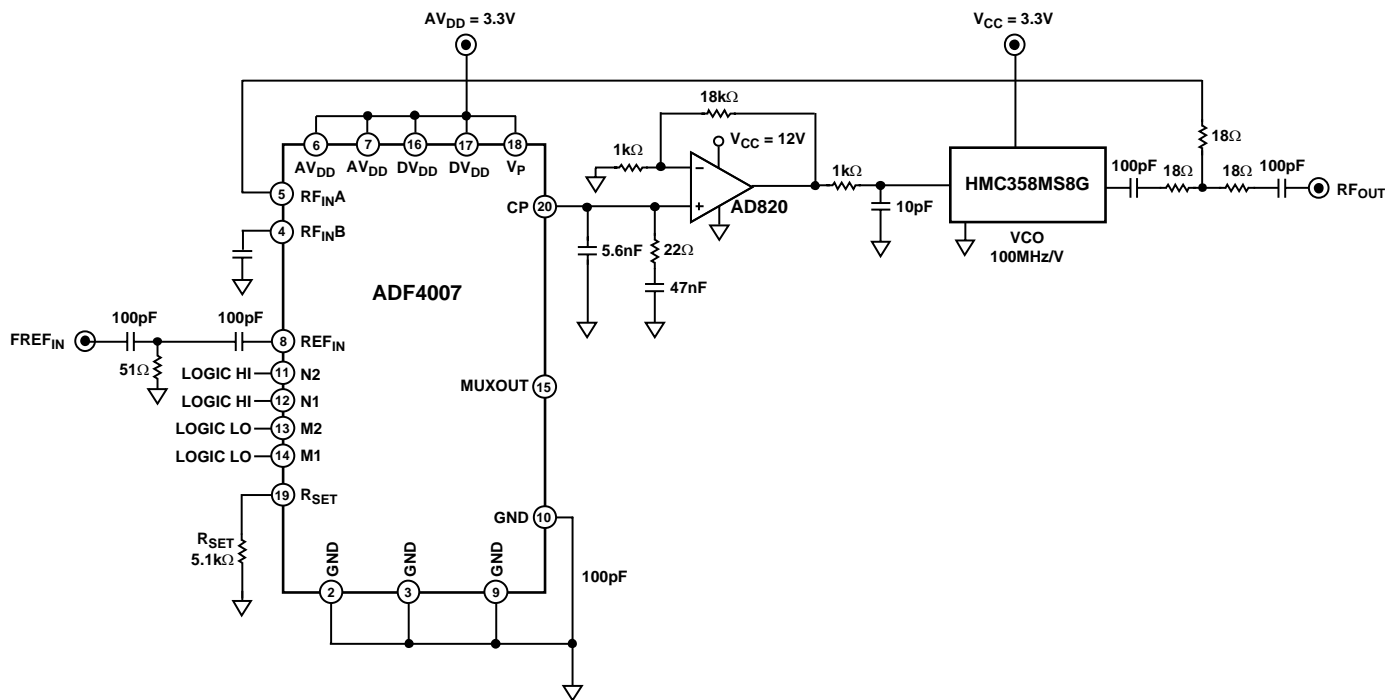 AVDD = 3.3V
VCC = 3.3V
18kΩ
1kΩ
VCC = 12V
AD820
1kΩ
10pF
HMC358MS8G
VCO
100MHz/V
100pF
18Ω
18Ω
18Ω
100pF
RFOUT
6
7
16
17
18
AVDD
AVDD
DVDD
DVDD
VP
5
RFINA
4
RFINB
CP
20
5.6nF
22Ω
47nF
ADF4007
FREFIN
100pF
51Ω
100pF
8
REFIN
LOGIC HI
11
N2
LOGIC HI
12
N1
LOGIC LO
13
M2
LOGIC LO
14
M1
MUXOUT
15
19
RSET
RSET
5.1kΩ
GND
10
100pF
GND
GND
GND
2
3
9